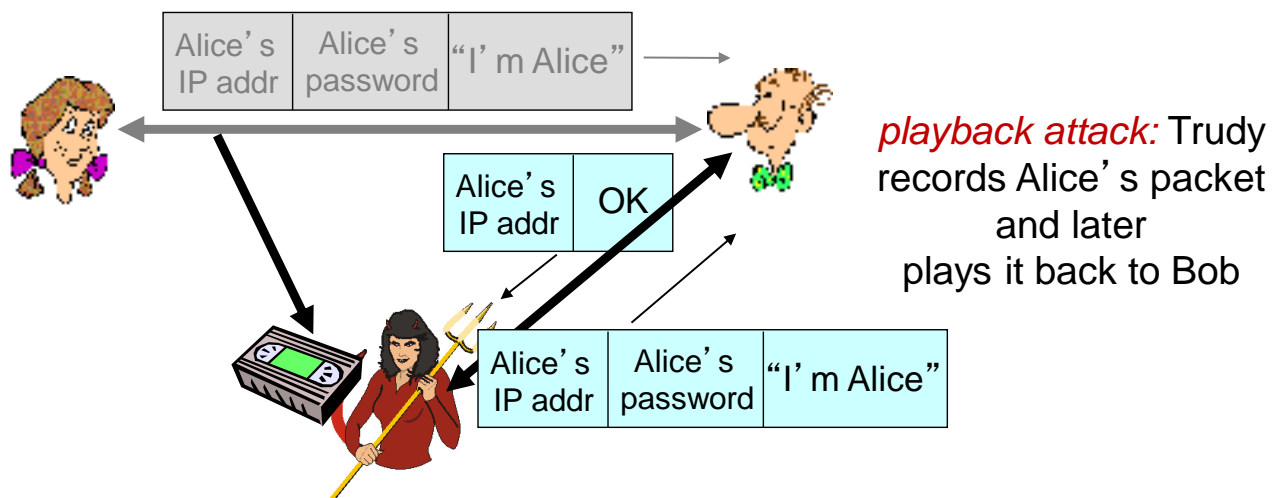 Alice’s
IP addr
Alice’s
password
“I’m Alice”
Alice’s
IP addr
OK
playback attack: Trudy
records Alice’s packet
and later
plays it back to Bob
Alice’s
IP addr
Alice’s
password
“I’m Alice”